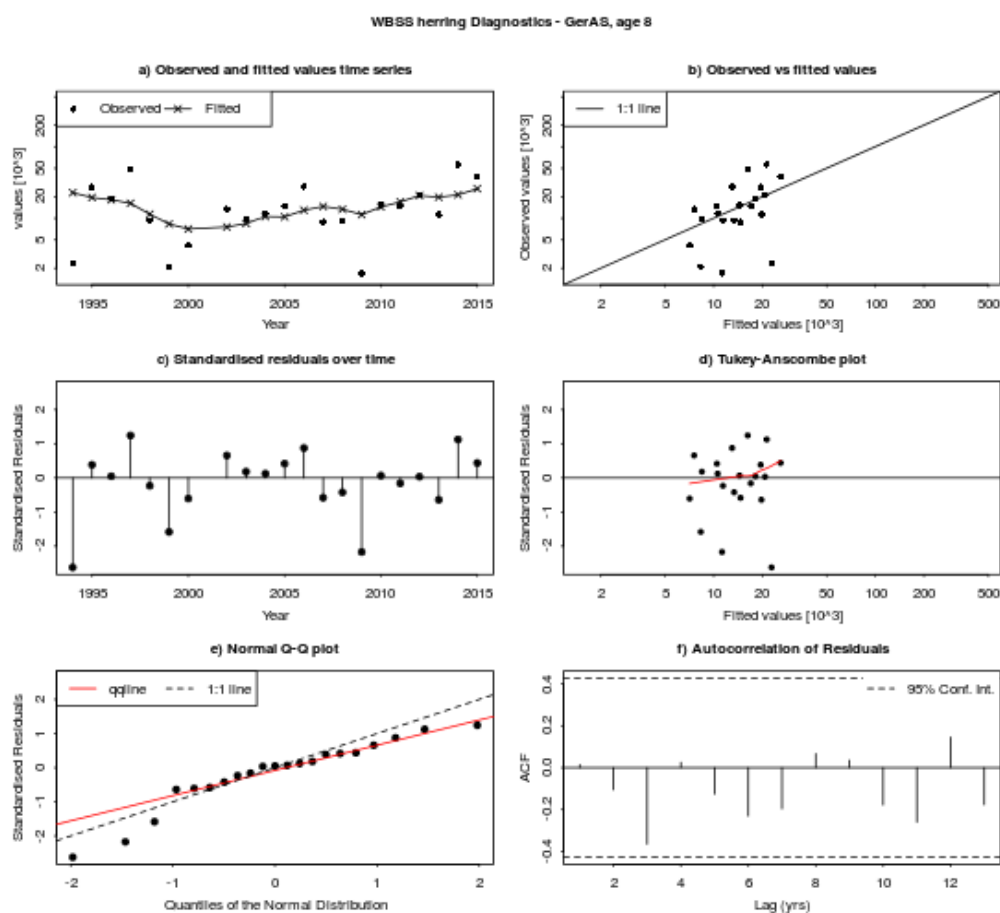 WBSS herring Diagnostics - GerAS, age 8
a) Observed and fitted values time series
Observed
Fitted
values [10^3]
2 5 10 20 50 200
1995 2000 2005 2010 2015
Year
b) Observed vs fitted values
1:1 line
Observed values [10^3]
2 5 10 20 50 200
2 5 10 20 50 100 200 500
Fitted values [10^3]
c) Standardised residuals over time
Standardised Residuals
-2 -1 0 1 2
1995 2000 2005 2010 2015
Year
d) Tukey-Anscombe plot
Standardised Residuals
-2 -1 0 1 2
2 5 10 20 50 100 200 500
Fitted values [10^3]
e) Normal Q-Q plot
qqline
1:1 line
Standardised Residuals
-2 -1 0 1 2
-2 -1 0 1 2
Quantiles of the Normal Distribution
f) Autocorrelation of Residuals
95% Conf. Int.
ACF
-0.4 -0.2 0.0 0.2 0.4
2 4 6 8 10 12
Lag (yrs)